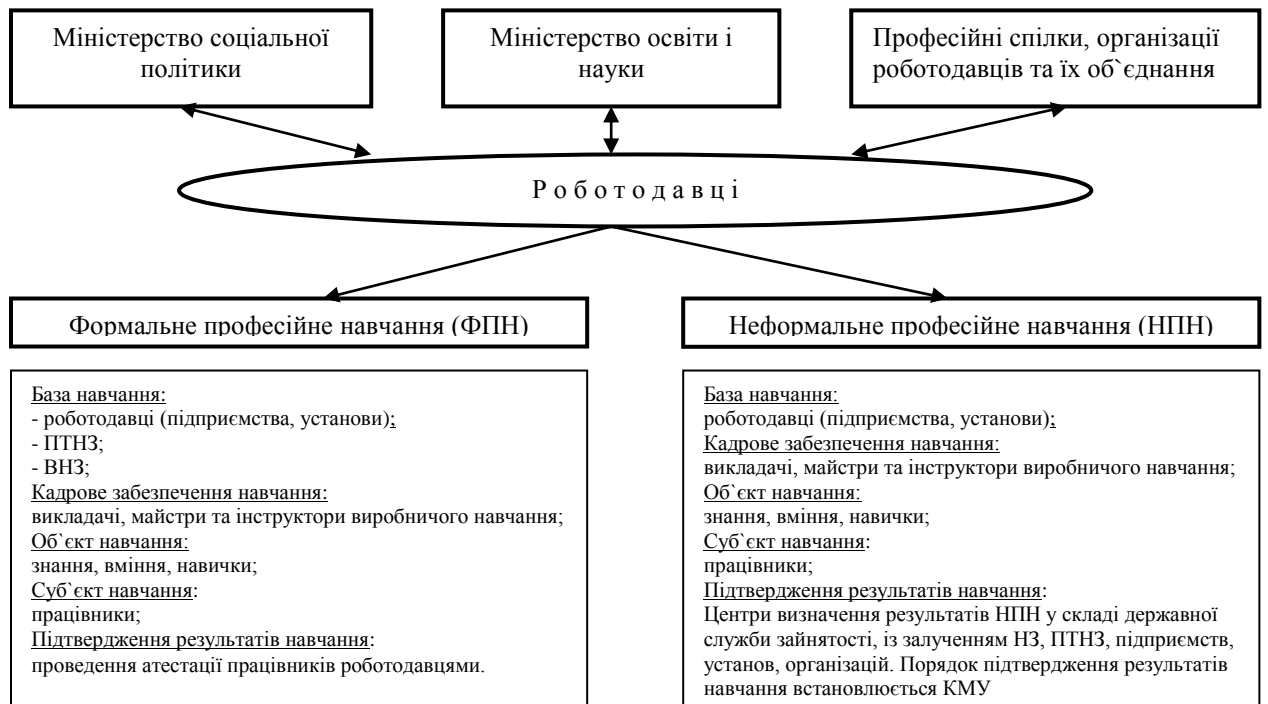 Міністерство соціальної
політики
Міністерство освіти і
науки
Професійні спілки, організації
роботодавців та їх об`єднання
Р о б о т о д а в ц і
Формальне професійне навчання (ФПН)
Неформальне професійне навчання (НПН)
База навчання:
- роботодавці (підприємства, установи);
- ПТНЗ;
- ВНЗ;
Кадрове забезпечення навчання:
викладачі, майстри та інструктори виробничого навчання;
Об`єкт навчання:
знання, вміння, навички;
Суб`єкт навчання:
працівники;
Підтвердження результатів навчання:
проведення атестації працівників роботодавцями.
База навчання:
роботодавці (підприємства, установи);
Кадрове забезпечення навчання:
викладачі, майстри та інструктори виробничого навчання;
Об`єкт навчання:
знання, вміння, навички;
Суб`єкт навчання:
працівники;
Підтвердження результатів навчання:
Центри визначення результатів НПН у складі державної
служби зайнятості, із залученням НЗ, ПТНЗ, підприємств,
установ, організацій. Порядок підтвердження результатів
навчання встановлюється КМУ